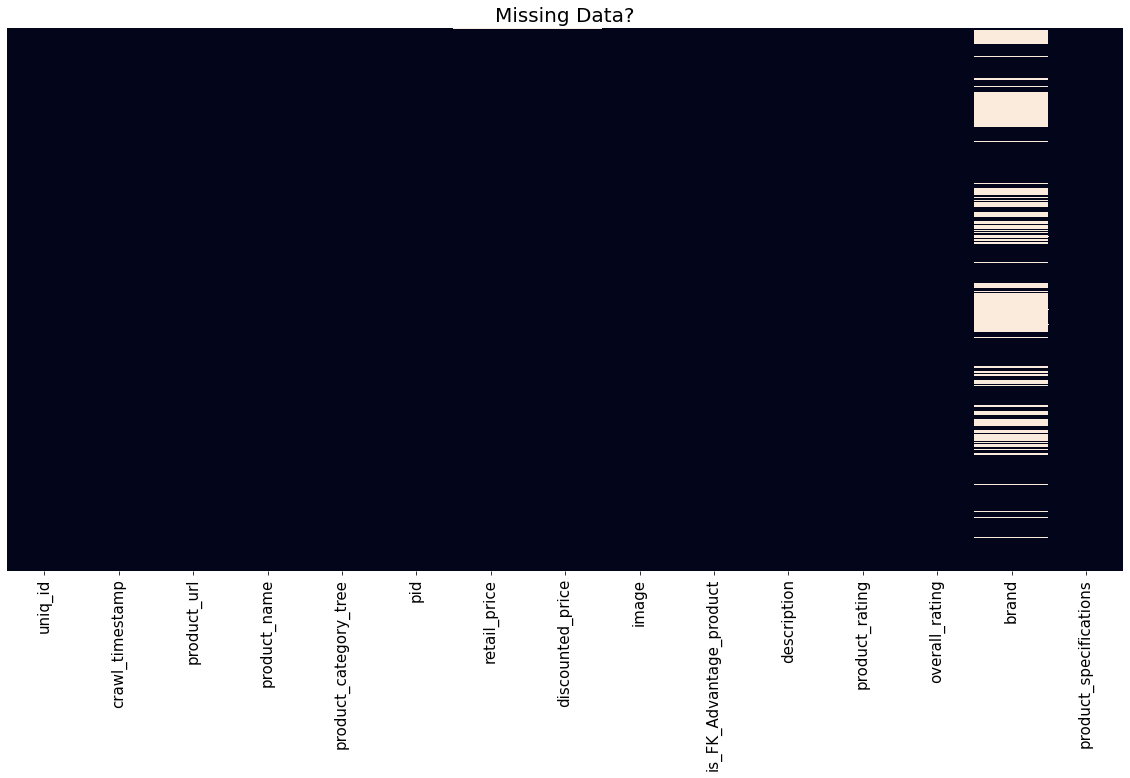 Missing Data?
uniq_id
crawl_timestamp
product_url
product_name
product_category_tree
pid
retail_price
discounted_price
image
is_FK_Advantage_product
description
product_rating
overall_rating
brand
product_specifications